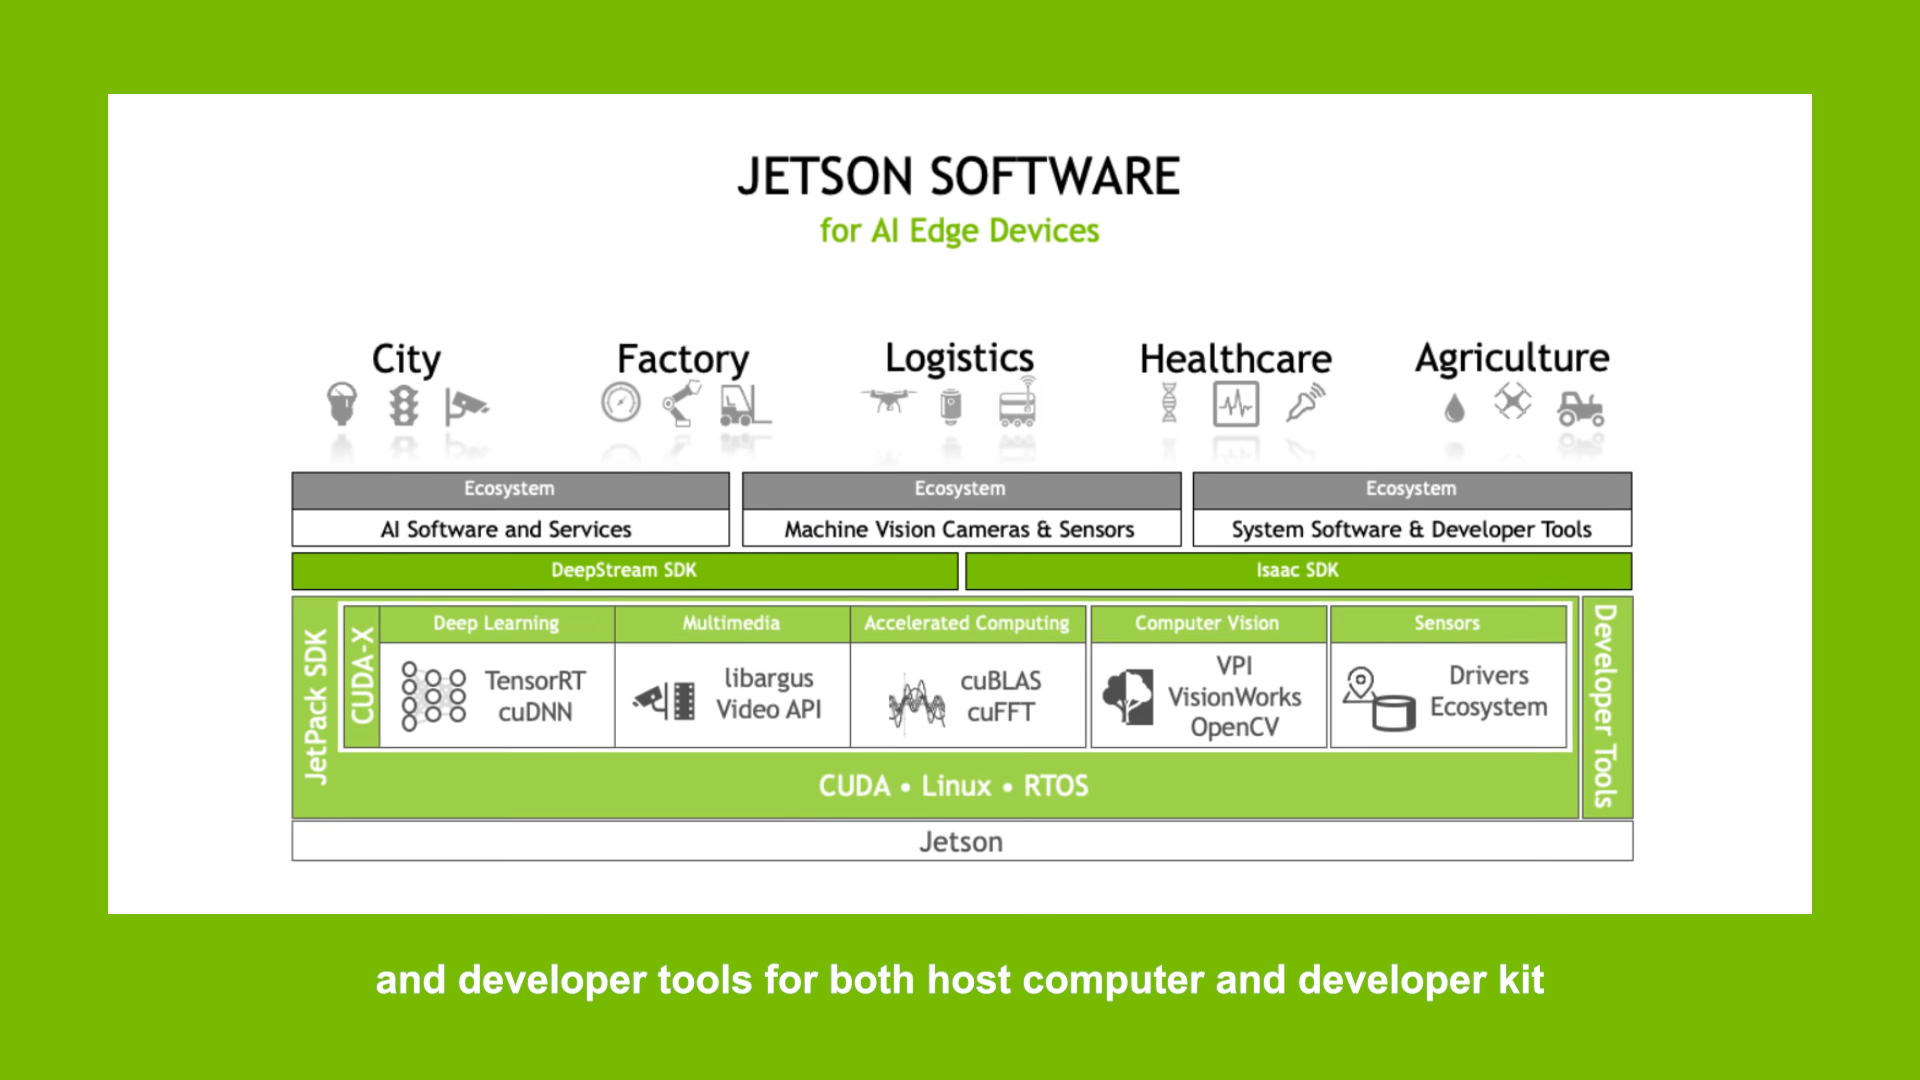 JETSON SOFTWARE
for AI Edge Devices
City
Factory
Logistics
Healthcare
Agriculture
Ecosystem
AI Software and Services
Ecosystem
Machine Vision Cameras & Sensors
Ecosystem
System Software & Developer Tools
DeepStream SDK
Isaac SDK
JetPack SDK
CUDA-X
Deep Learning
TensorRT
cuDNN
Multimedia
libargus
Video API
Accelerated Computing
cuBLAS
cuFFT
Computer Vision
VPI
VisionWorks
OpenCV
Sensors
Drivers
Ecosystem
Developer Tools
CUDA • Linux • RTOS
Jetson
and developer tools for both host computer and developer kit